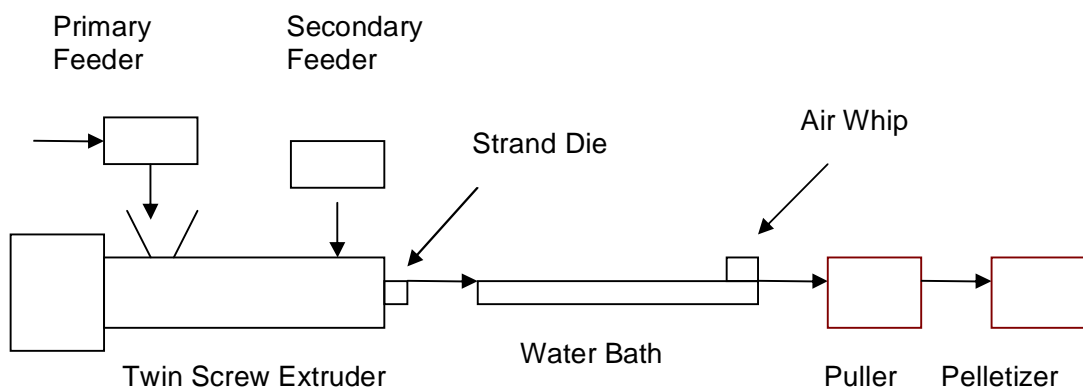 Primary
Feeder
Secondary
Feeder
Air Whip
Strand Die
Water Bath
Twin Screw Extruder
Puller
Pelletizer